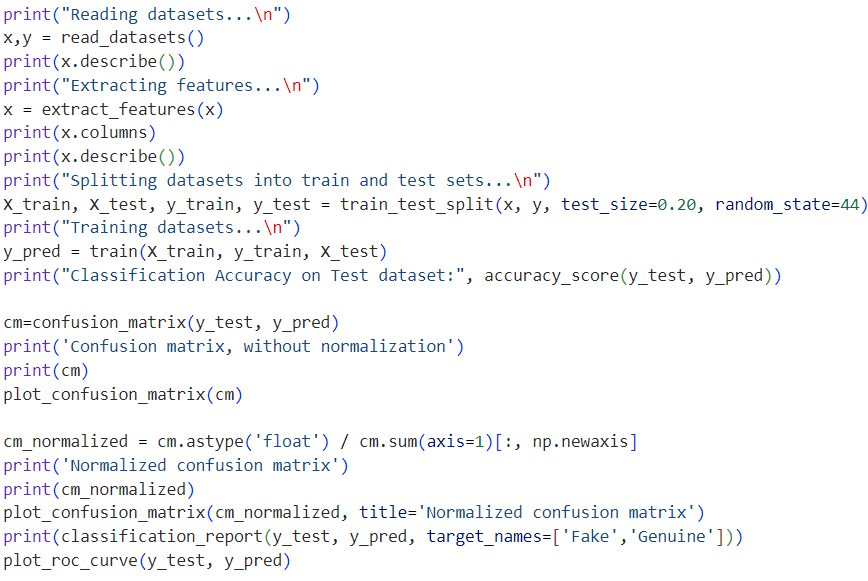 print("Reading datasets...\n")
x,y = read_datasets()
print(x.describe())
print("Extracting features...\n")
x = extract_features(x)
print(x.columns)
print(x.describe())
print("Splitting datasets into train and test sets...\n")
X_train, X_test, y_train, y_test = train_test_split(x, y, test_size=0.20, random_state=44)
print("Training datasets...\n")
y_pred = train(X_train, y_train, X_test)
print("Classification Accuracy on Test dataset:", accuracy_score(y_test, y_pred))

cm=confusion_matrix(y_test, y_pred)
print('Confusion matrix, without normalization')
print(cm)
plot_confusion_matrix(cm)

cm_normalized = cm.astype('float') / cm.sum(axis=1)[:, np.newaxis]
print('Normalized confusion matrix')
print(cm_normalized)
plot_confusion_matrix(cm_normalized, title='Normalized confusion matrix')
print(classification_report(y_test, y_pred, target_names=['Fake','Genuine']))
plot_roc_curve(y_test, y_pred)